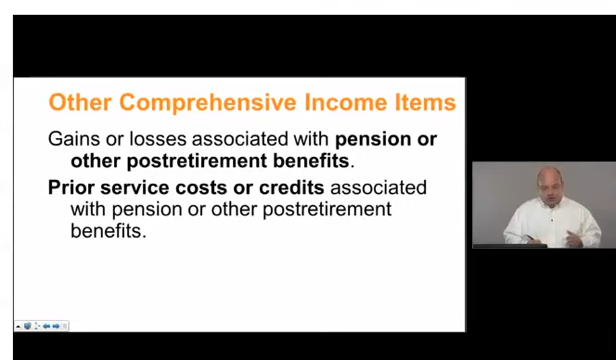 Other Comprehensive Income Items
Gains or losses associated with pension or
other postretirement benefits.
Prior service costs or credits associated
with pension or other postretirement
benefits.